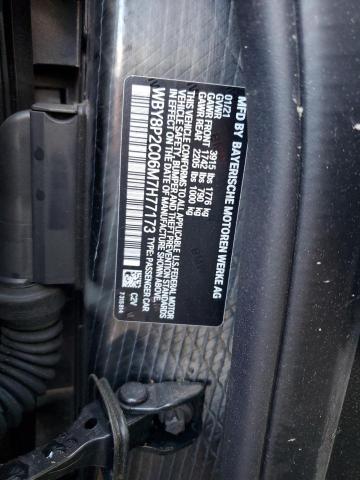 MFD BY BAYERISCHE MOTOREN WERKE AG
01/21
GVWR 3915 lbs 1776 kg
GAWR FRONT 1742 lbs 790 kg
GAWR REAR 2205 lbs 1000 kg
THIS VEHICLE CONFORMS TO ALL APPLICABLE U.S. FEDERAL MOTOR
VEHICLE SAFETY, BUMPER AND THEFT PREVENTION STANDARDS
IN EFFECT ON THE DATE OF MANUFACTURE SHOWN ABOVE.
WBY8P2C06M7H77173 TYPE: PASSENGER CAR
C2V